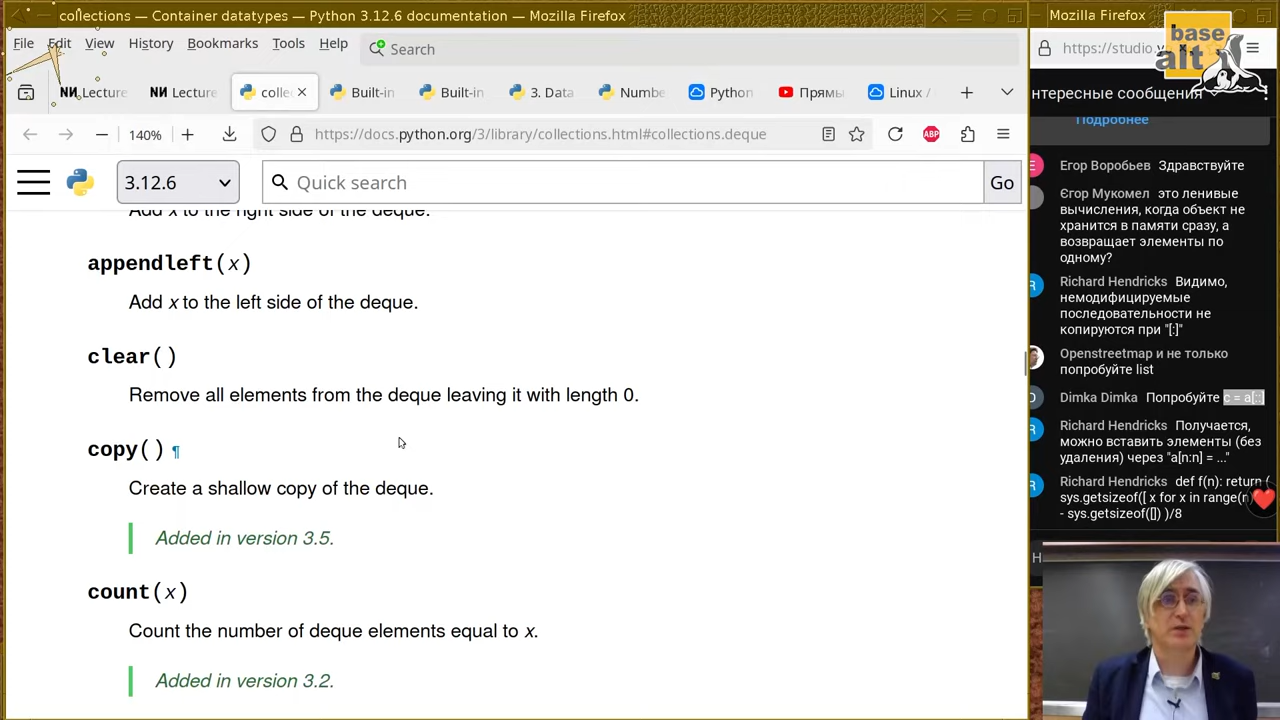 collections — Container datatypes — Python 3.12.6 documentation — Mozilla Firefox
File Edit View History Bookmarks Tools Help
Search
Lecture
Lecture
collec
Built-in
Built-in
3. Data
Numbe
Python
Прямы
Linux /
140%
https://docs.python.org/3/library/collections.html#collections.deque
ABP
3.12.6
Quick search
Go
Add x to the right side of the deque.
appendleft(x)
Add x to the left side of the deque.
clear()
Remove all elements from the deque leaving it with length 0.
copy() ¶
Create a shallow copy of the deque.
Added in version 3.5.
count(x)
Count the number of deque elements equal to x.
Added in version 3.2.
Mozilla Firefox
base
alt
https://studio.y
нтересные сообщения
Подробнее
Егор Воробьев Здравствуйте
Єгор Мукомел это ленивые
вычисления, когда объект не
хранится в памяти сразу, а
возвращает элементы по
одному?
Richard Hendricks Видимо,
немодифицируемые
последовательности не
копируются при "[:]"
Openstreetmap и не только
попробуйте list
Dimka Dimka Попробуйте c = a[::]
Richard Hendricks Получается,
можно вставить элементы (без
удаления) через "a[n:n] = ..."
Richard Hendricks def f(n): return (
sys.getsizeof([ x for x in range(n)
- sys.getsizeof([]) )/8
Н